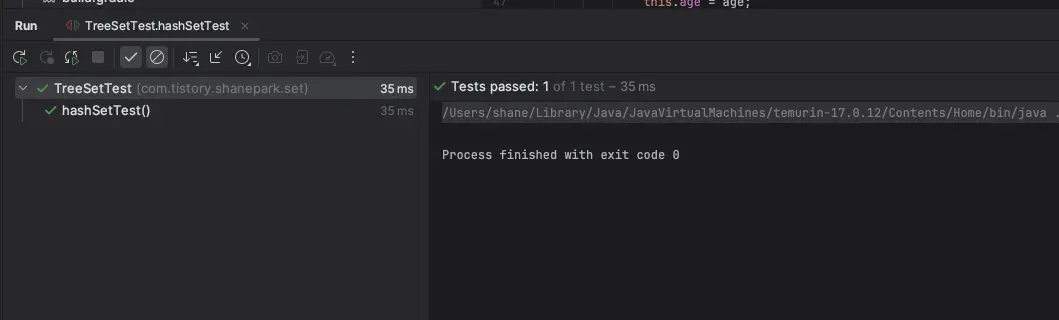 build.gradle
47 this.age = age;
Run TreeSetTest.hashSetTest ×
TreeSetTest (com.tistory.shanepark.set) 35 ms
hashSetTest() 35 ms
Tests passed: 1 of 1 test – 35 ms
/Users/shane/Library/Java/JavaVirtualMachines/temurin-17.0.12/Contents/Home/bin/java .
Process finished with exit code 0